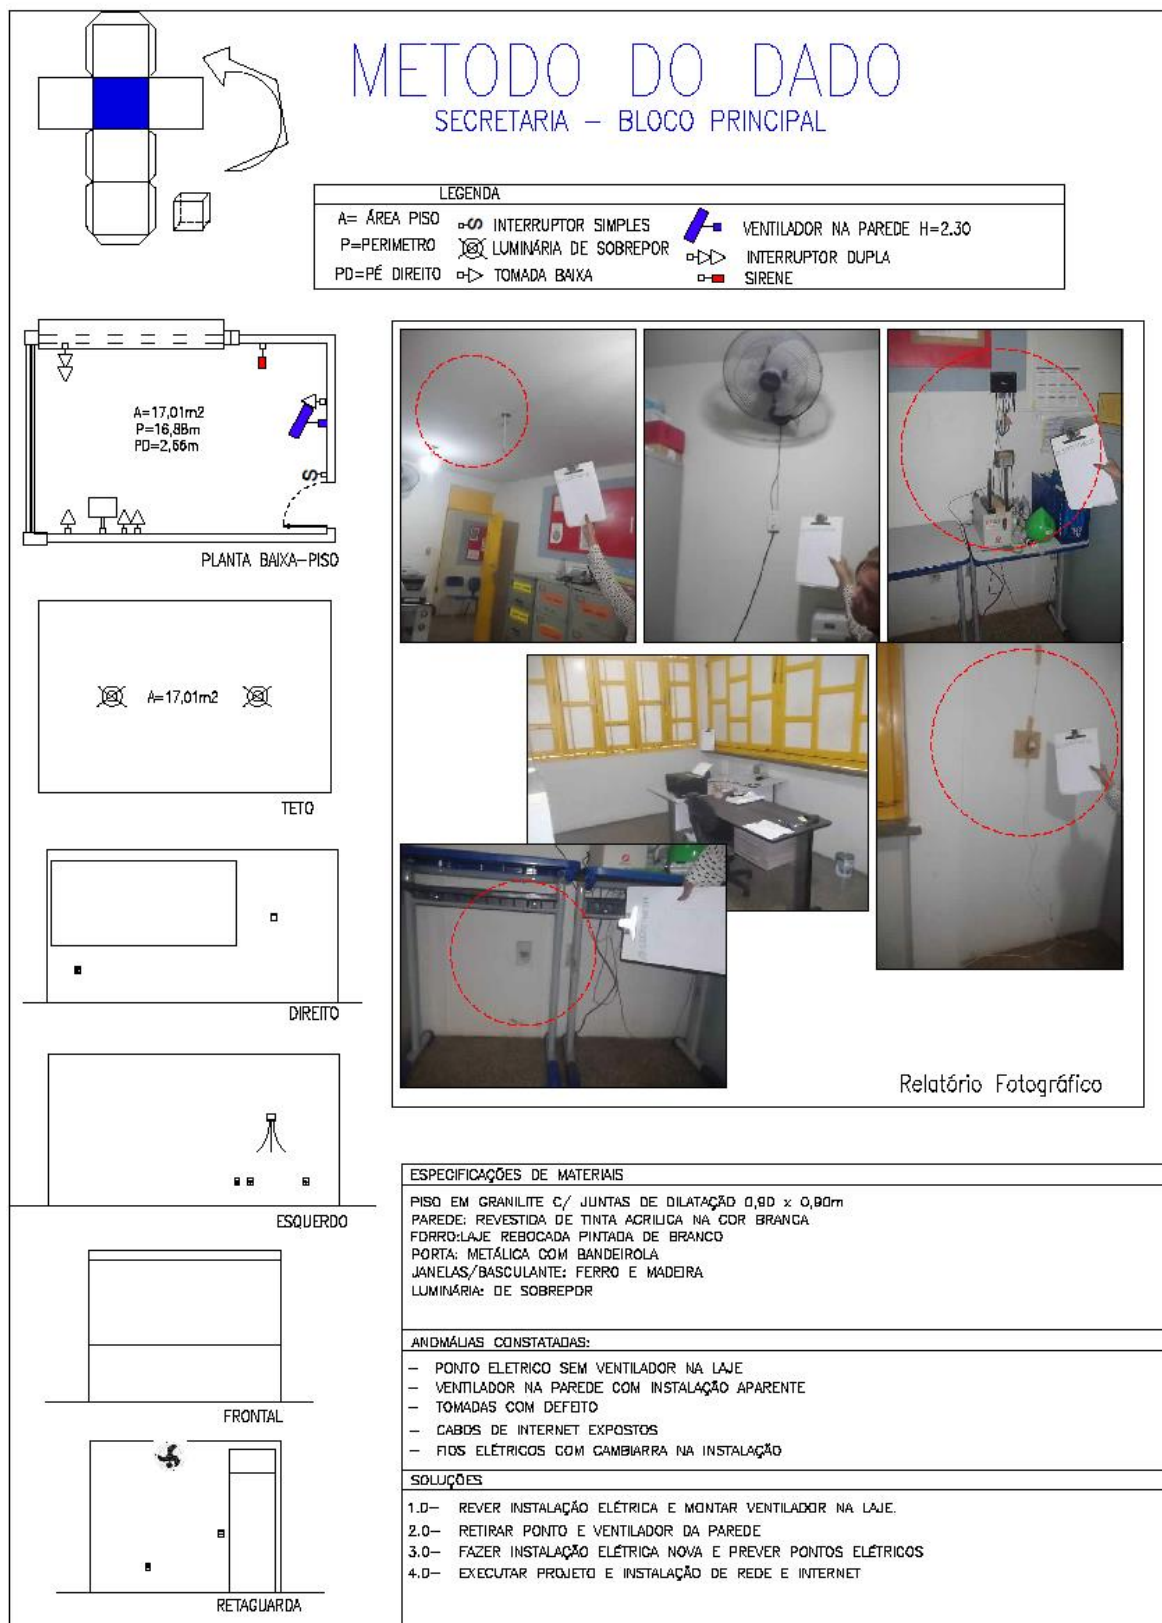 METODO DO DADO
SECRETARIA – BLOCO PRINCIPAL
LEGENDA
A= ÁREA PISO
P=PERIMETRO
PD=PÉ DIREITO
S INTERRUPTOR SIMPLES
LUMINÁRIA DE SOBREPOR
TOMADA BAIXA
VENTILADOR NA PAREDE H=2.30
INTERRUPTOR DUPLA
SIRENE
A=17,01m2
P=16,88m
PD=2,66m
S
PLANTA BAIXA–PISO
A=17,01m2
TETO
DIREITO
ESQUERDO
FRONTAL
RETAGUARDA
Relatório Fotográfico
ESPECIFICAÇÕES DE MATERIAIS
PISO EM GRANILITE C/ JUNTAS DE DILATAÇÃO 0,90 x 0,90m
PAREDE: REVESTIDA DE TINTA ACRILICA NA COR BRANCA
FORRO:LAJE REBOCADA PINTADA DE BRANCO
PORTA: METÁLICA COM BANDEIROLA
JANELAS/BASCULANTE: FERRO E MADEIRA
LUMINÁRIA: DE SOBREPOR
ANOMÁLIAS CONSTATADAS:
– PONTO ELETRICO SEM VENTILADOR NA LAJE
– VENTILADOR NA PAREDE COM INSTALAÇÃO APARENTE
– TOMADAS COM DEFEITO
– CABOS DE INTERNET EXPOSTOS
– FIOS ELÉTRICOS COM GAMBIARRA NA INSTALAÇÃO
SOLUÇÕES
1.0– REVER INSTALAÇÃO ELÉTRICA E MONTAR VENTILADOR NA LAJE.
2.0– RETIRAR PONTO E VENTILADOR DA PAREDE
3.0– FAZER INSTALAÇÃO ELÉTRICA NOVA E PREVER PONTOS ELÉTRICOS
4.0– EXECUTAR PROJETO E INSTALAÇÃO DE REDE E INTERNET